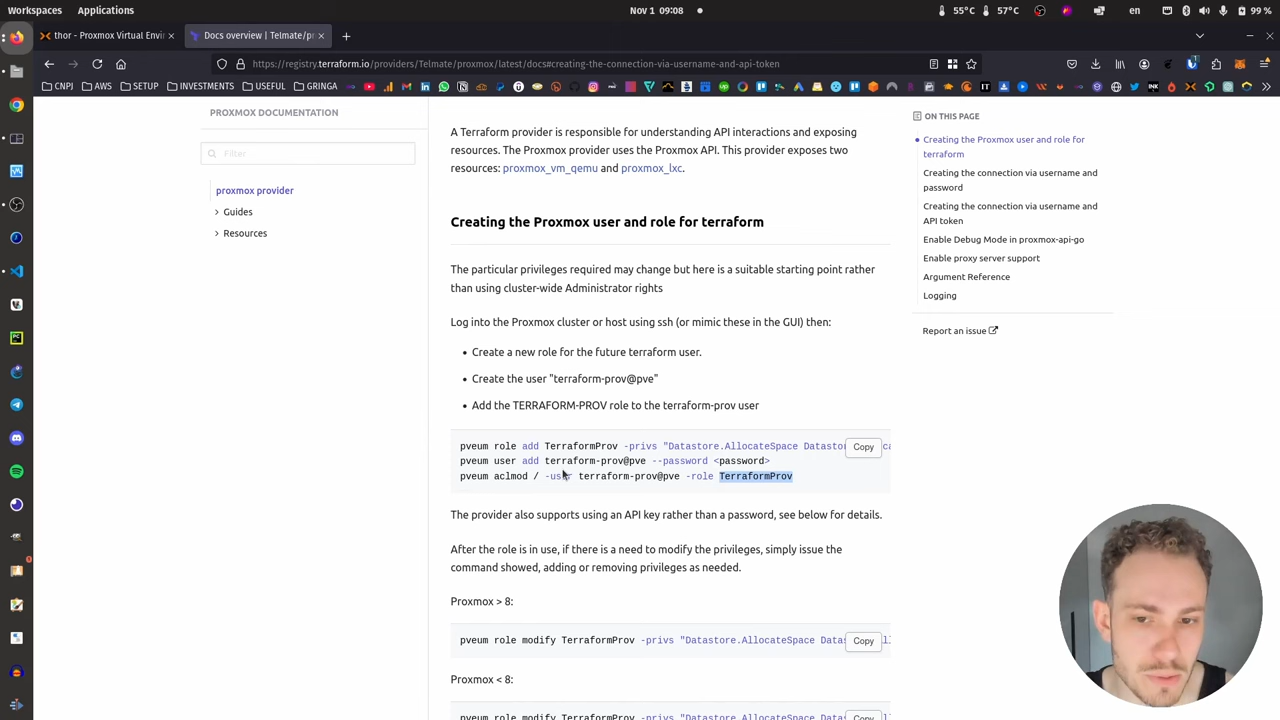 Workspaces Applications Nov 1 09:08 55°C 57°C en 99 %
thor - Proxmox Virtual Envir × Docs overview | Telmate/pr ×
https://registry.terraform.io/providers/Telmate/proxmox/latest/docs#creating-the-connection-via-username-and-api-token
CNPJ AWS SETUP INVESTMENTS USEFUL GRINGA
PROXMOX DOCUMENTATION
Filter
proxmox provider
Guides
Resources
A Terraform provider is responsible for understanding API interactions and exposing
resources. The Proxmox provider uses the Proxmox API. This provider exposes two
resources: proxmox_vm_qemu and proxmox_lxc.
Creating the Proxmox user and role for terraform
The particular privileges required may change but here is a suitable starting point rather
than using cluster-wide Administrator rights
Log into the Proxmox cluster or host using ssh (or mimic these in the GUI) then:
• Create a new role for the future terraform user.
• Create the user "terraform-prov@pve"
• Add the TERRAFORM-PROV role to the terraform-prov user
pveum role add TerraformProv -privs "Datastore.AllocateSpace Datastor
Copy
pveum user add terraform-prov@pve --password <password>
pveum aclmod / -user terraform-prov@pve -role TerraformProv
The provider also supports using an API key rather than a password, see below for details.
After the role is in use, if there is a need to modify the privileges, simply issue the
command showed, adding or removing privileges as needed.
Proxmox > 8:
pveum role modify TerraformProv -privs "Datastore.AllocateSpace Datas
Copy
Proxmox < 8:
pveum role modify TerraformProv -privs "Datastore.AllocateSpace Datas
Copy
ON THIS PAGE
Creating the Proxmox user and role for
terraform
Creating the connection via username and
password
Creating the connection via username and
API token
Enable Debug Mode in proxmox-api-go
Enable proxy server support
Argument Reference
Logging
Report an issue